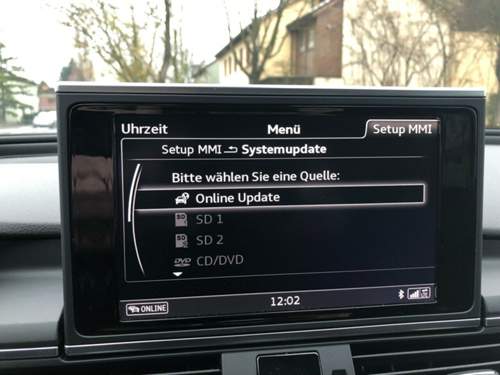 Uhrzeit Menü Setup MMI
Setup MMI Systemupdate
Bitte wählen Sie eine Quelle:
Online Update
SD 1
SD 2
DVD CD/DVD
ONLINE 12:02